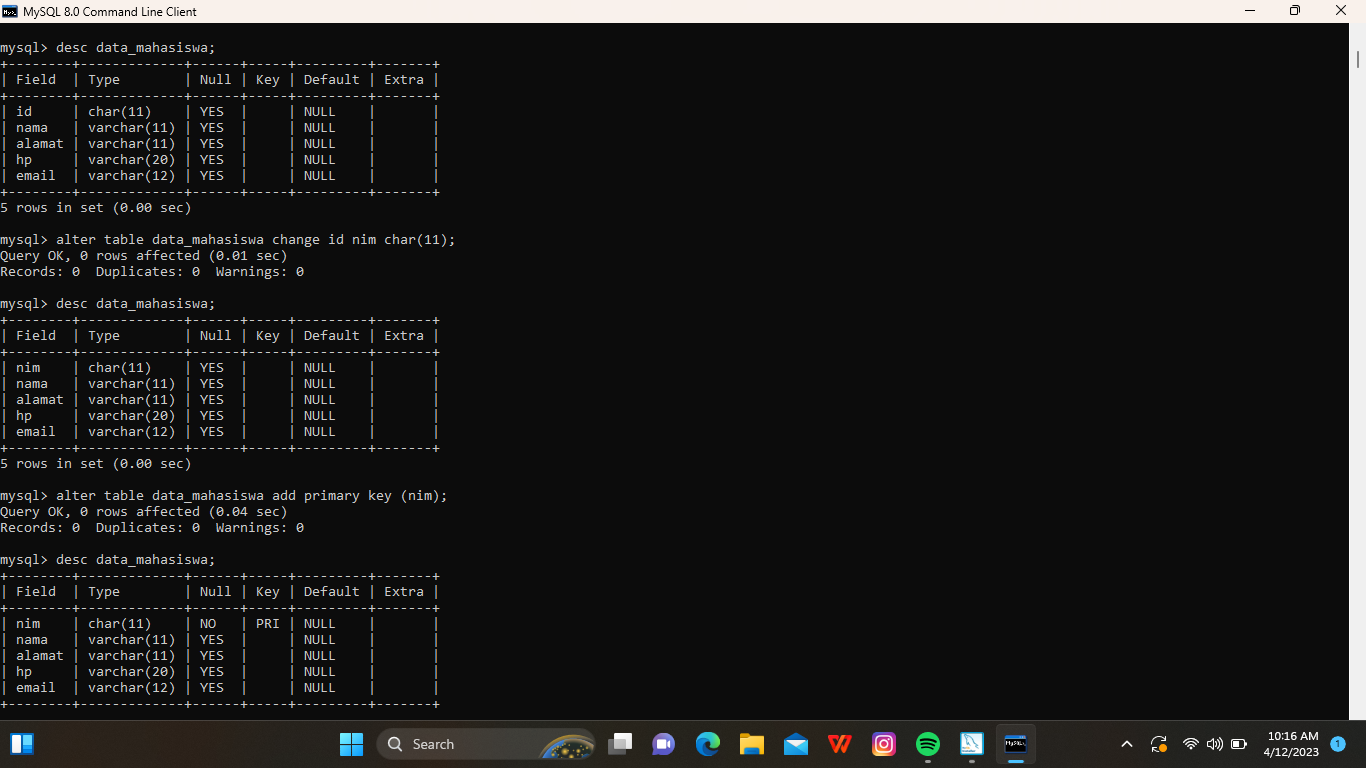 MySQL 8.0 Command Line Client
mysql> desc data_mahasiswa;
+--------+-------------+------+-----+---------+-------+
| Field  | Type        | Null | Key | Default | Extra |
+--------+-------------+------+-----+---------+-------+
| id     | char(11)    | YES  |     | NULL    |       |
| nama   | varchar(11) | YES  |     | NULL    |       |
| alamat | varchar(11) | YES  |     | NULL    |       |
| hp     | varchar(20) | YES  |     | NULL    |       |
| email  | varchar(12) | YES  |     | NULL    |       |
+--------+-------------+------+-----+---------+-------+
5 rows in set (0.00 sec)
mysql> alter table data_mahasiswa change id nim char(11);
Query OK, 0 rows affected (0.01 sec)
Records: 0  Duplicates: 0  Warnings: 0
mysql> desc data_mahasiswa;
+--------+-------------+------+-----+---------+-------+
| Field  | Type        | Null | Key | Default | Extra |
+--------+-------------+------+-----+---------+-------+
| nim    | char(11)    | YES  |     | NULL    |       |
| nama   | varchar(11) | YES  |     | NULL    |       |
| alamat | varchar(11) | YES  |     | NULL    |       |
| hp     | varchar(20) | YES  |     | NULL    |       |
| email  | varchar(12) | YES  |     | NULL    |       |
+--------+-------------+------+-----+---------+-------+
5 rows in set (0.00 sec)
mysql> alter table data_mahasiswa add primary key (nim);
Query OK, 0 rows affected (0.04 sec)
Records: 0  Duplicates: 0  Warnings: 0
mysql> desc data_mahasiswa;
+--------+-------------+------+-----+---------+-------+
| Field  | Type        | Null | Key | Default | Extra |
+--------+-------------+------+-----+---------+-------+
| nim    | char(11)    | NO   | PRI | NULL    |       |
| nama   | varchar(11) | YES  |     | NULL    |       |
| alamat | varchar(11) | YES  |     | NULL    |       |
| hp     | varchar(20) | YES  |     | NULL    |       |
| email  | varchar(12) | YES  |     | NULL    |       |
+--------+-------------+------+-----+---------+-------+
Search
10:16 AM
4/12/2023
1